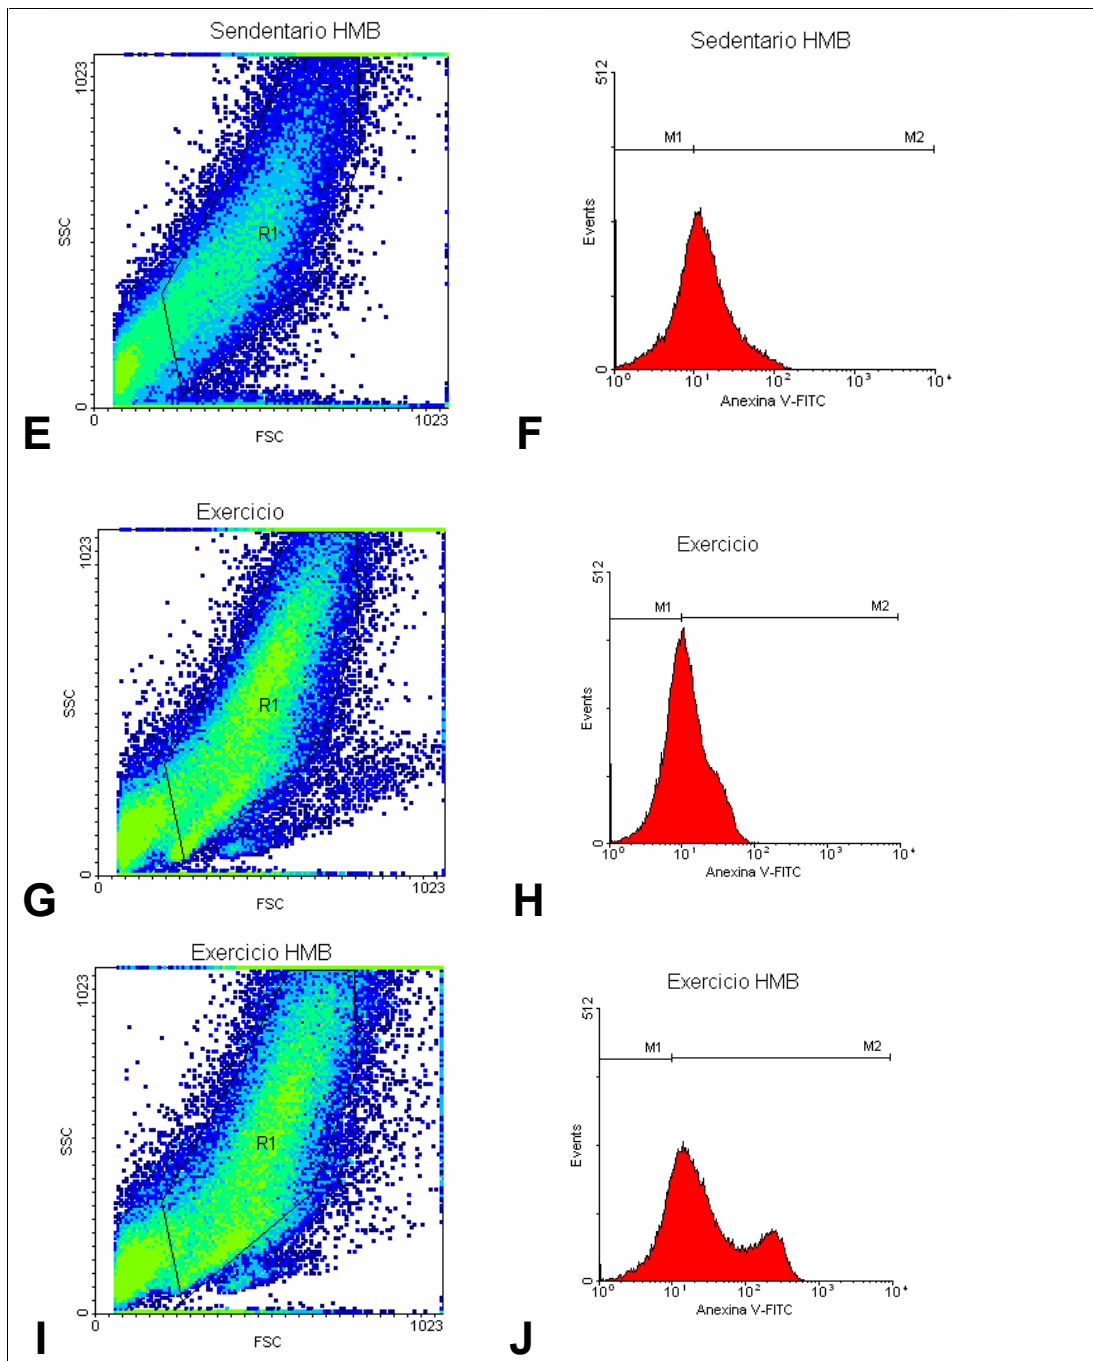 Sendentario HMB
1023
SSC
R1
0
0
1023
FSC
E
Sedentario HMB
512
M1
M2
Events
0
10⁰
10¹
10²
10³
10⁴
Anexina V-FITC
F
Exercicio
1023
SSC
R1
0
0
1023
FSC
G
Exercicio
512
M1
M2
Events
0
10⁰
10¹
10²
10³
10⁴
Anexina V-FITC
H
Exercicio HMB
1023
SSC
R1
0
0
1023
FSC
I
Exercicio HMB
512
M1
M2
Events
0
10⁰
10¹
10²
10³
10⁴
Anexina V-FITC
J